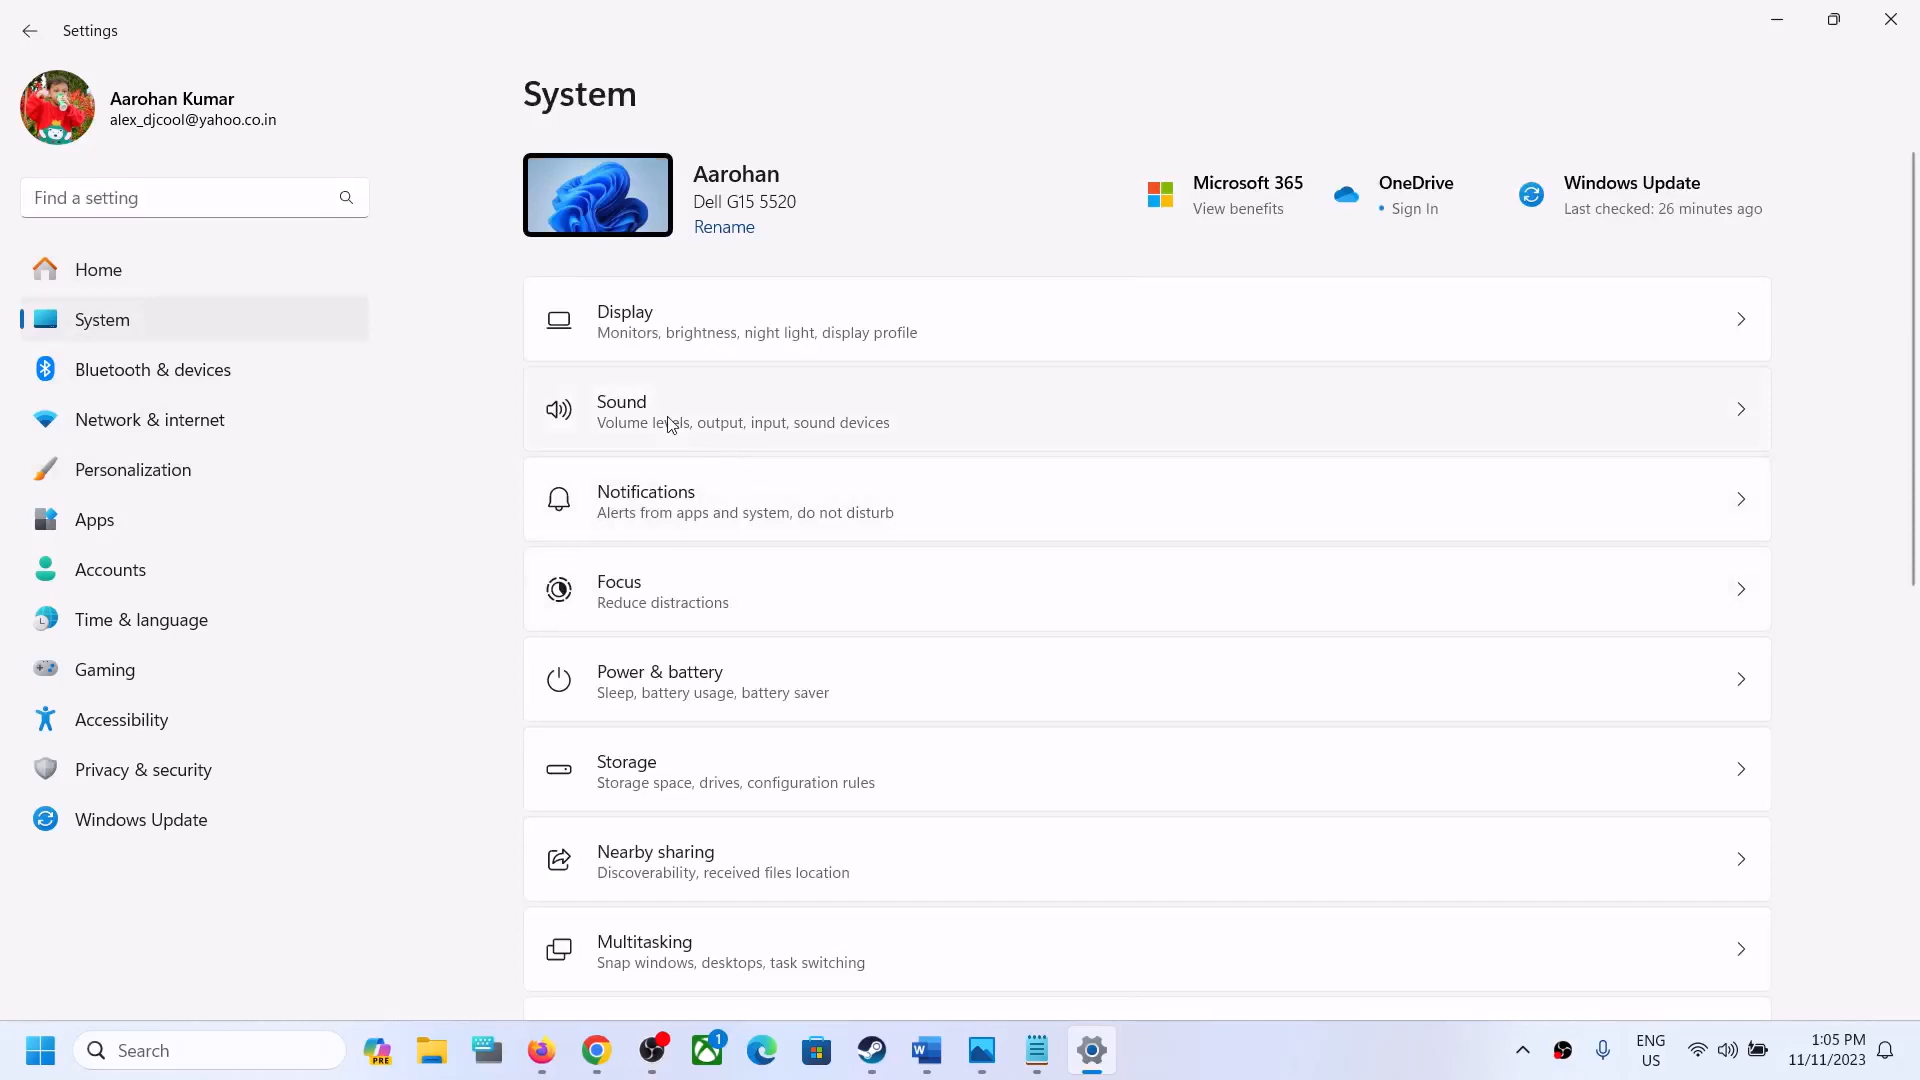 Settings
Aarohan Kumar
alex_djcool@yahoo.co.in
Find a setting
Home
System
Bluetooth & devices
Network & internet
Personalization
Apps
Accounts
Time & language
Gaming
Accessibility
Privacy & security
Windows Update
System
Aarohan
Dell G15 5520
Rename
Microsoft 365
View benefits
OneDrive
• Sign In
Windows Update
Last checked: 26 minutes ago
Display
Monitors, brightness, night light, display profile
Sound
Volume levels, output, input, sound devices
Notifications
Alerts from apps and system, do not disturb
Focus
Reduce distractions
Power & battery
Sleep, battery usage, battery saver
Storage
Storage space, drives, configuration rules
Nearby sharing
Discoverability, received files location
Multitasking
Snap windows, desktops, task switching
Search
PRE
1
W
ENG
US
1:05 PM
11/11/2023